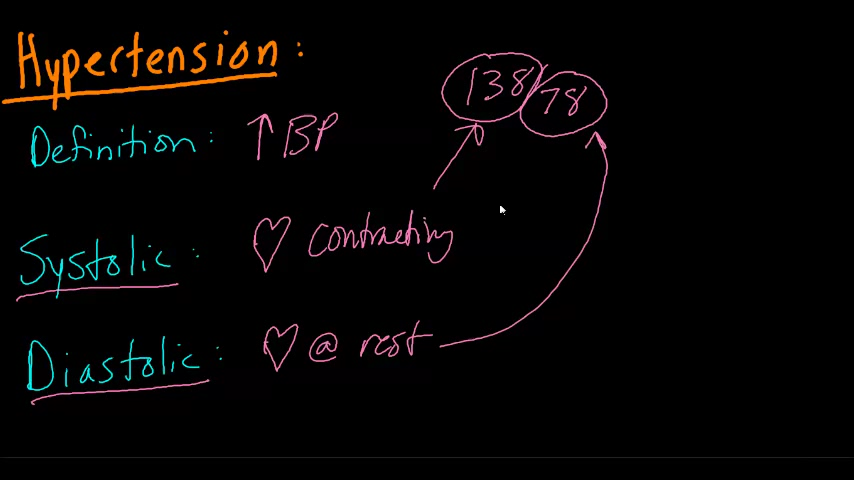 Hypertension:
138/78
Definition: ↑ BP
Systolic: ♡ contracting
Diastolic: ♡ @ rest